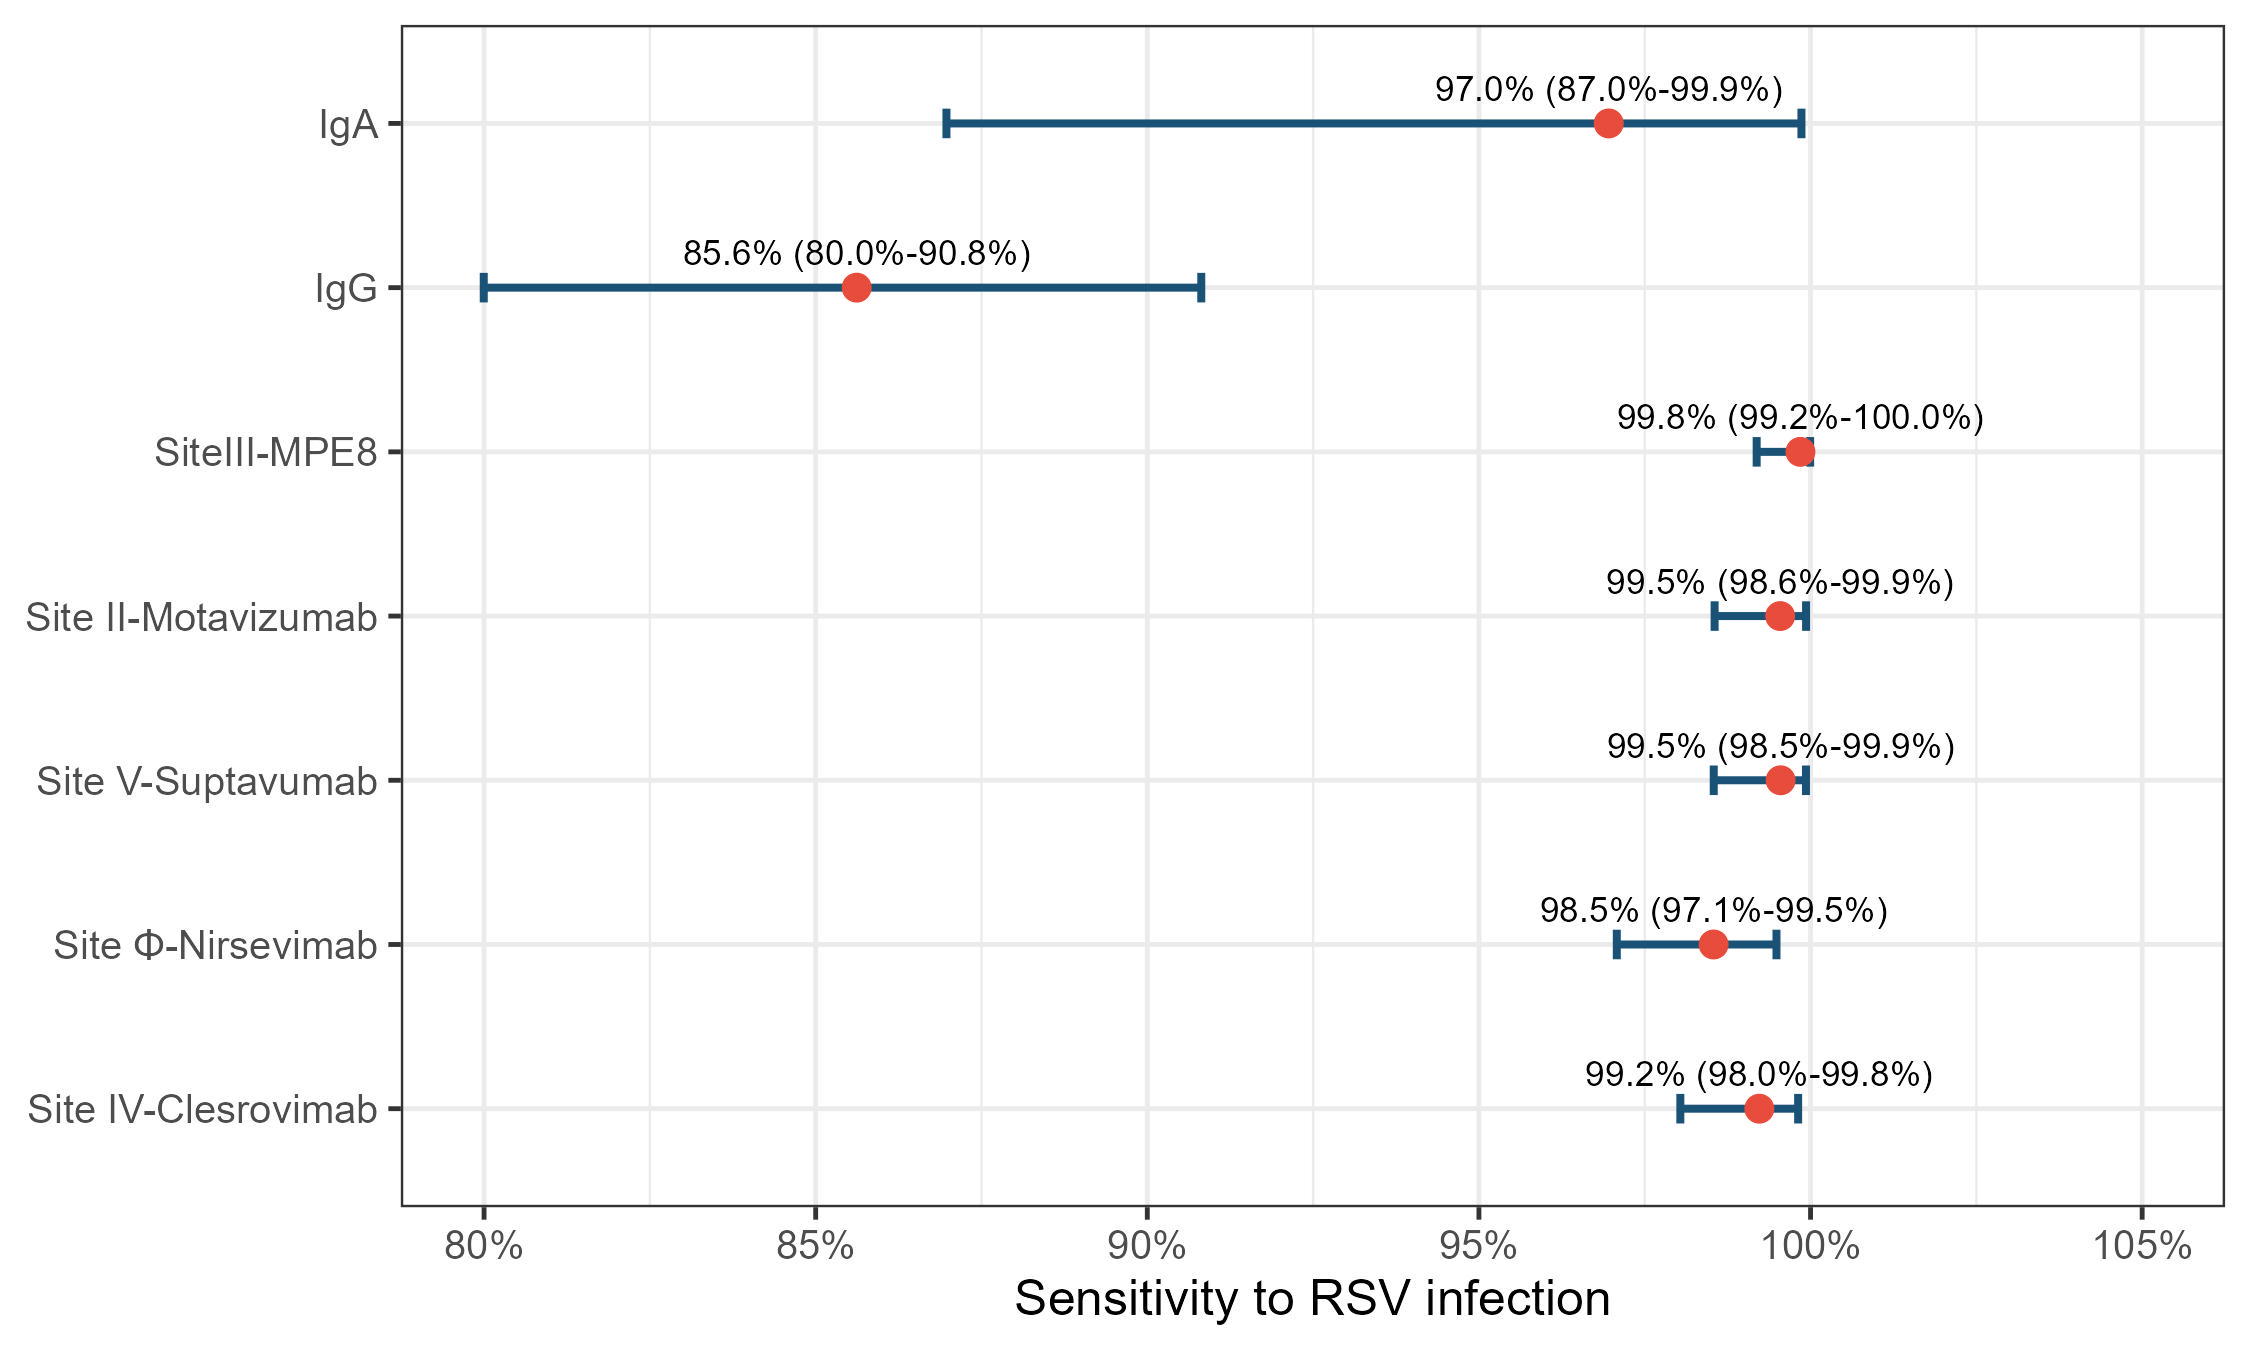 97.0% (87.0%-99.9%)
IgA
85.6% (80.0%-90.8%)
IgG
99.8% (99.2%-100.0%)
SiteIII-MPE8
99.5% (98.6%-99.9%)
Site II-Motavizumab
99.5% (98.5%-99.9%)
Site V-Suptavumab
98.5% (97.1%-99.5%)
Site Φ-Nirsevimab
99.2% (98.0%-99.8%)
Site IV-Clesrovimab
80% 85% 90% 95% 100% 105%
Sensitivity to RSV infection